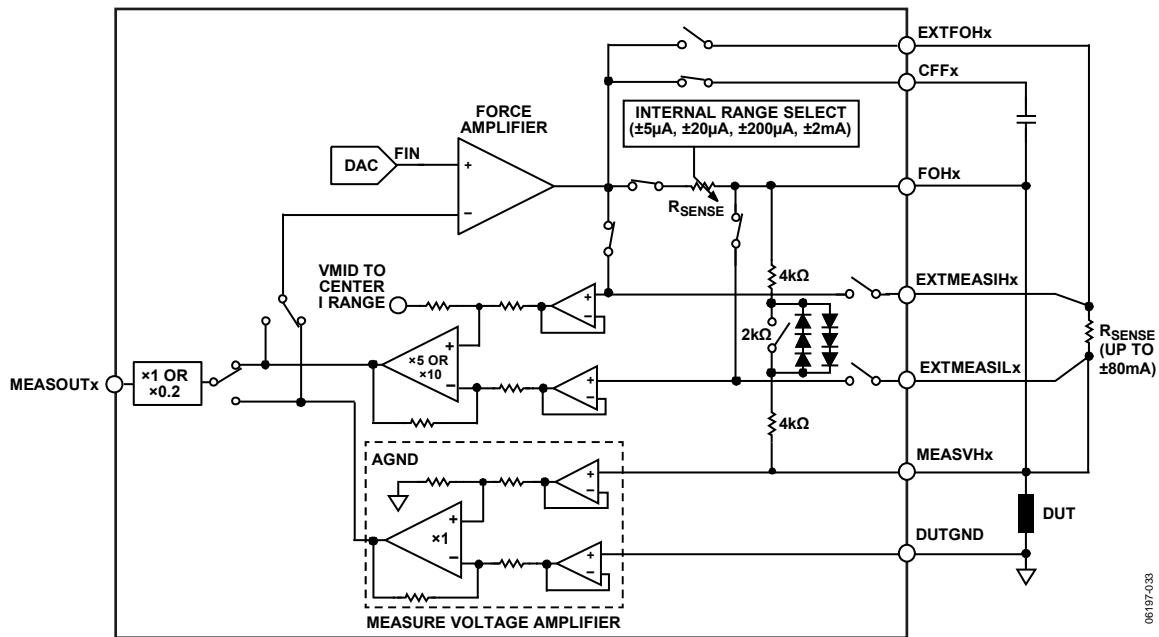 EXTFOHx
CFFx
FORCE
AMPLIFIER
INTERNAL RANGE SELECT
(±5µA, ±20µA, ±200µA, ±2mA)
DAC
FIN
+
−
FOHx
RSENSE
VMID TO
CENTER
I RANGE
4kΩ
EXTMEASIHx
+
−
2kΩ
RSENSE
(UP TO
±80mA)
×1 OR
×0.2
MEASOUTx
+
×5 OR
×10
−
+
−
EXTMEASILx
4kΩ
AGND
MEASVHx
+
−
+
×1
−
DUT
DUTGND
+
−
MEASURE VOLTAGE AMPLIFIER
06197-033